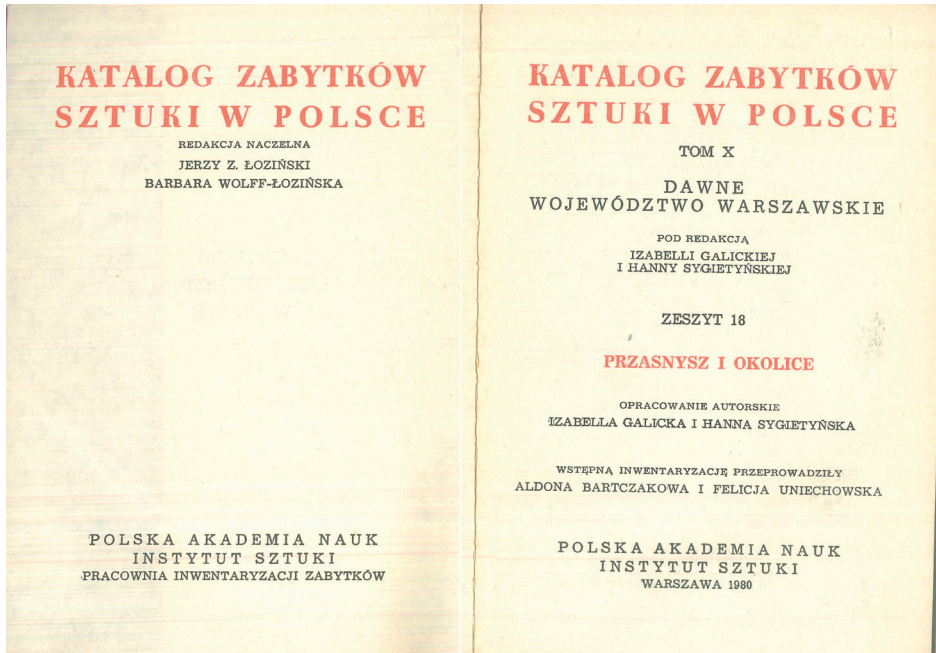 KATALOG ZABYTKÓW
SZTUKI W POLSCE
REDAKCJA NACZELNA
JERZY Z. ŁOZIŃSKI
BARBARA WOLFF-ŁOZIŃSKA
POLSKA AKADEMIA NAUK
INSTYTUT SZTUKI
PRACOWNIA INWENTARYZACJI ZABYTKÓW
KATALOG ZABYTKÓW
SZTUKI W POLSCE
TOM X
DAWNE
WOJEWÓDZTWO WARSZAWSKIE
POD REDAKCJĄ
IZABELLI GALICKIEJ
I HANNY SYGIETYŃSKIEJ
ZESZYT 18
PRZASNYSZ I OKOLICE
OPRACOWANIE AUTORSKIE
IZABELLA GALICKA I HANNA SYGIETYŃSKA
WSTĘPNĄ INWENTARYZACJĘ PRZEPROWADZIŁY
ALDONA BARTCZAKOWA I FELICJA UNIECHOWSKA
POLSKA AKADEMIA NAUK
INSTYTUT SZTUKI
WARSZAWA 1980